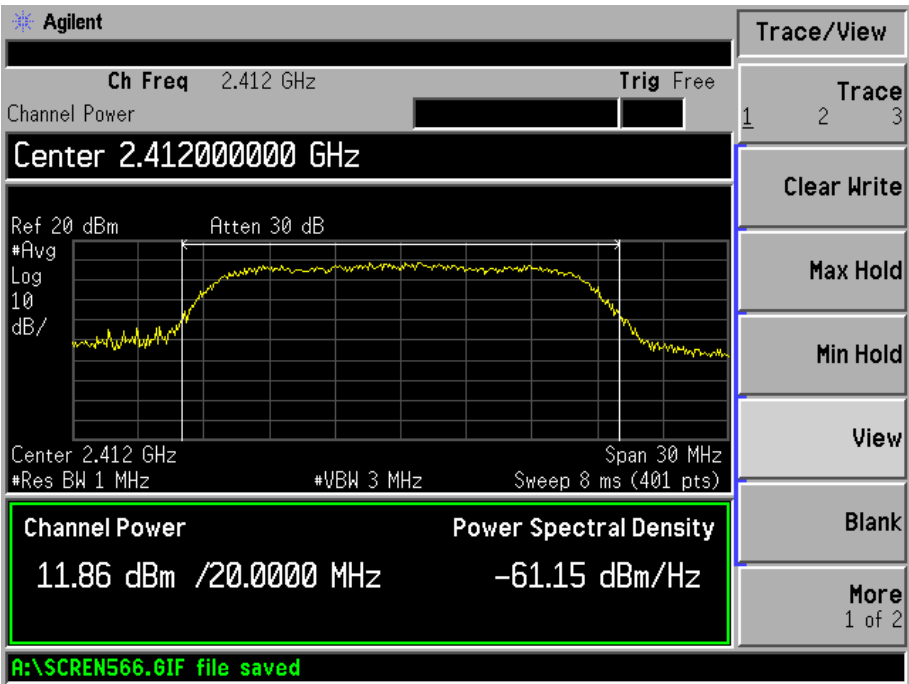 Agilent
Ch Freq 2.412 GHz Trig Free
Channel Power
Center 2.412000000 GHz
Ref 20 dBm Atten 30 dB
#Avg
Log
10
dB/
Center 2.412 GHz Span 30 MHz
#Res BW 1 MHz #VBW 3 MHz Sweep 8 ms (401 pts)
Channel Power Power Spectral Density
11.86 dBm /20.0000 MHz -61.15 dBm/Hz
A:\SCREN566.GIF file saved
Trace/View
Trace
1 2 3
Clear Write
Max Hold
Min Hold
View
Blank
More
1 of 2